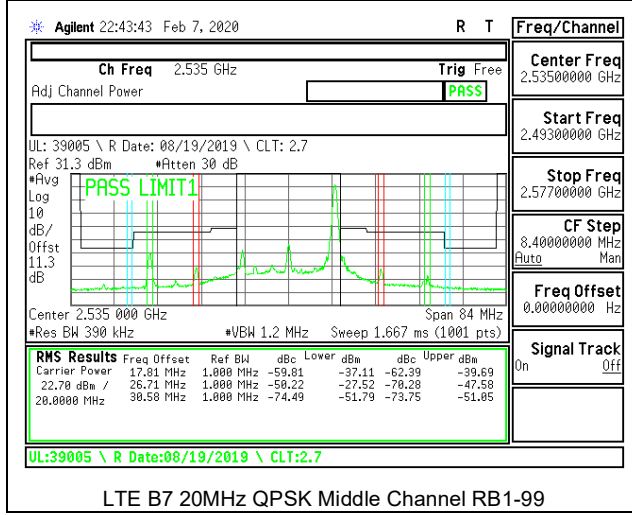 Agilent 22:43:43 Feb 7, 2020 R T
Freq/Channel
Ch Freq 2.535 GHz Trig Free
Adj Channel Power PASS
Center Freq
2.53500000 GHz
Start Freq
2.49300000 GHz
Stop Freq
2.57700000 GHz
CF Step
8.40000000 MHz
Auto Man
Freq Offset
0.00000000 Hz
Signal Track
On Off
UL: 39005 \ R Date: 08/19/2019 \ CLT: 2.7
Ref 31.3 dBm #Atten 30 dB
#Avg
Log
10
dB/
Offst
11.3
dB
PASS LIMIT1
Center 2.535 000 GHz Span 84 MHz
#Res BW 390 kHz #VBW 1.2 MHz Sweep 1.667 ms (1001 pts)
RMS Results Freq Offset Ref BW dBc Lower dBm dBc Upper dBm
Carrier Power 17.81 MHz 1.000 MHz -59.81 -37.11 -62.39 -39.69
22.70 dBm / 26.71 MHz 1.000 MHz -50.22 -27.52 -70.28 -47.58
20.0000 MHz 30.58 MHz 1.000 MHz -74.49 -51.79 -73.75 -51.05
UL:39005 \ R Date:08/19/2019 \ CLT:2.7
LTE B7 20MHz QPSK Middle Channel RB1-99